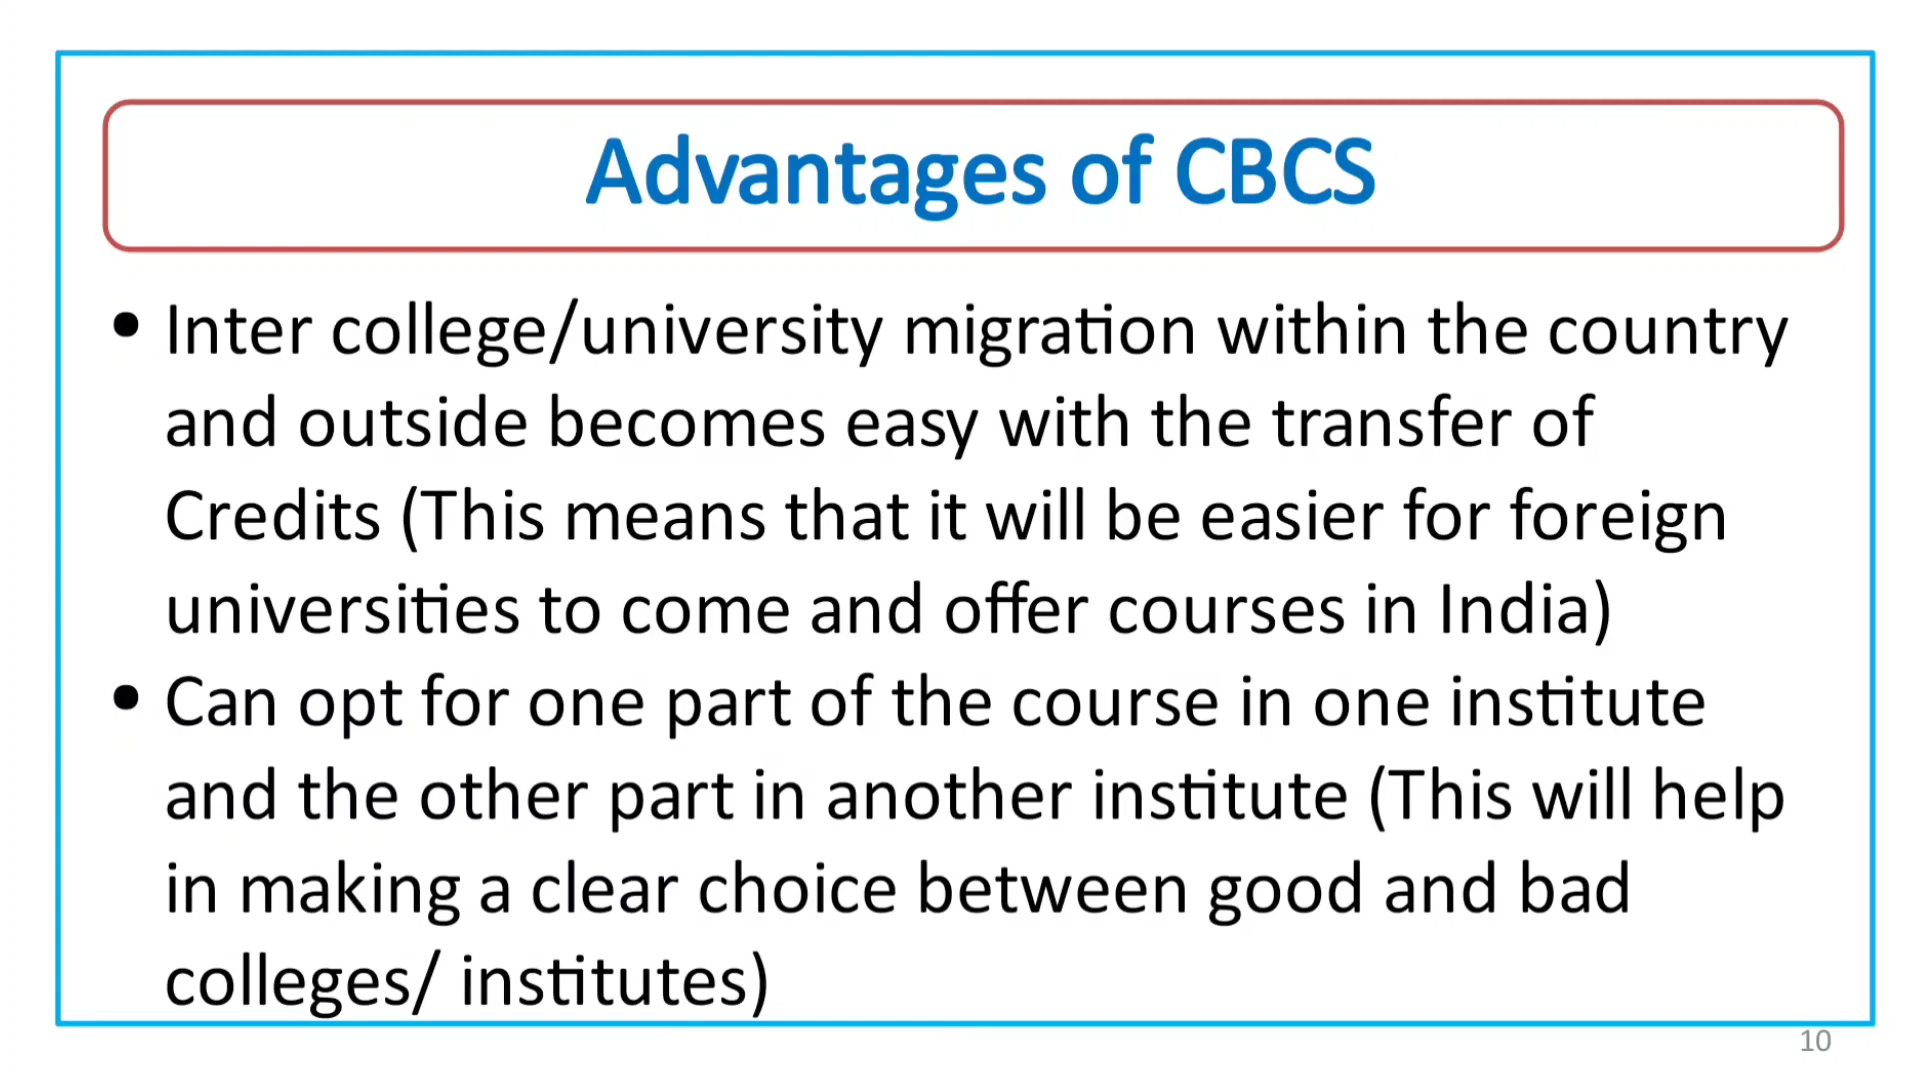 Advantages of CBCS
• Inter college/university migration within the country
and outside becomes easy with the transfer of
Credits (This means that it will be easier for foreign
universities to come and offer courses in India)
• Can opt for one part of the course in one institute
and the other part in another institute (This will help
in making a clear choice between good and bad
colleges/ institutes)
10